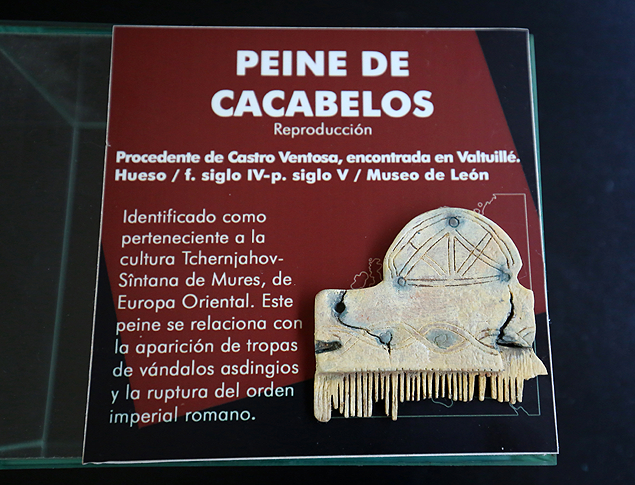 PEINE DE
CACABELOS
Reproducción
Procedente de Castro Ventosa, encontrada en Valtuillé.
Hueso / f. siglo IV-p. siglo V / Museo de León
Identificado como
perteneciente a la
cultura Tchernjahov-
Sîntana de Mures, de
Europa Oriental. Este
peine se relaciona con
la aparición de tropas
de vándalos asdingios
y la ruptura del orden
imperial romano.